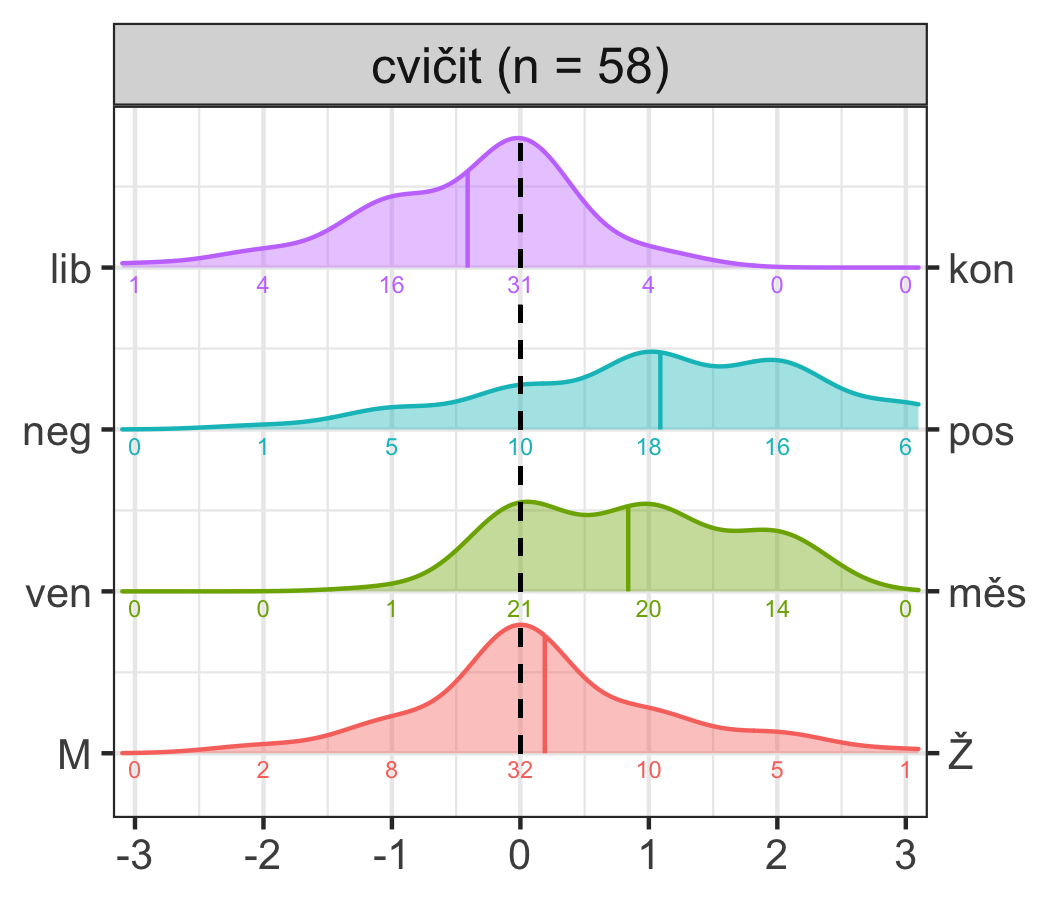 cvičit (n = 58)
lib kon
1 4 16 31 4 0 0
neg pos
0 1 5 10 18 16 6
ven měs
0 0 1 21 20 14 0
M Ž
0 2 8 32 10 5 1
-3 -2 -1 0 1 2 3